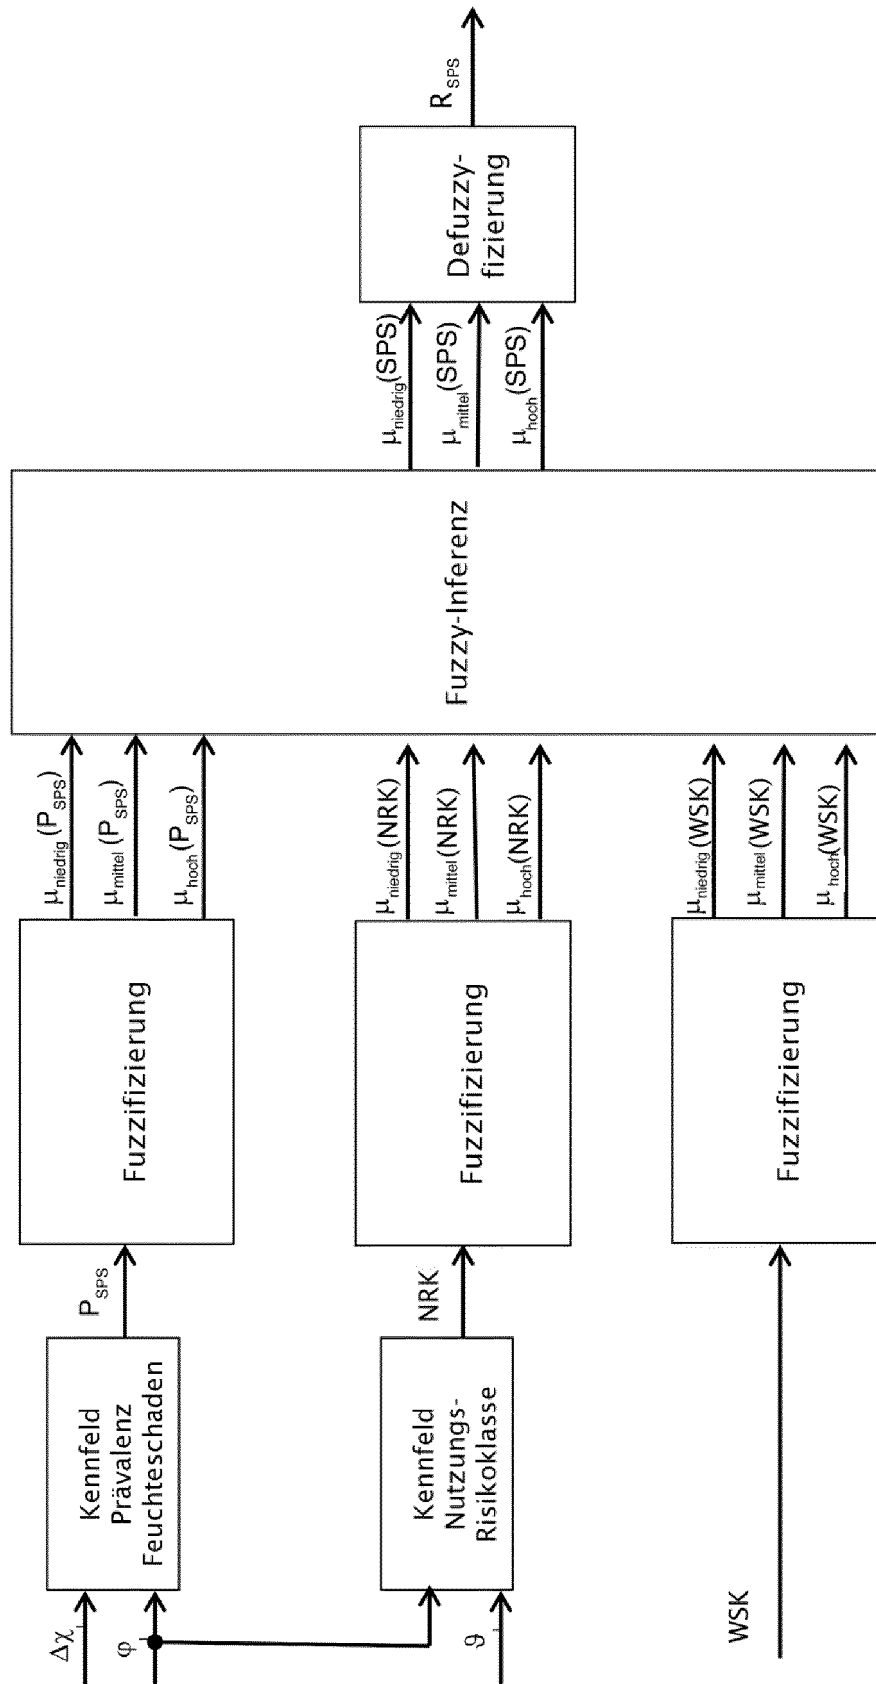 Δχ
φ
ϑ
WSK
Kennfeld
Prävalenz
Feuchteschaden
Kennfeld
Nutzungs-
Risikoklasse
P_SPS
NRK
Fuzzifizierung
Fuzzifizierung
Fuzzifizierung
μ_niedrig(P_SPS)
μ_mittel(P_SPS)
μ_hoch(P_SPS)
μ_niedrig(NRK)
μ_mittel(NRK)
μ_hoch(NRK)
μ_niedrig(WSK)
μ_mittel(WSK)
μ_hoch(WSK)
Fuzzy-Inferenz
μ_niedrig(SPS)
μ_mittel(SPS)
μ_hoch(SPS)
Defuzzy-
fizierung
R_SPS